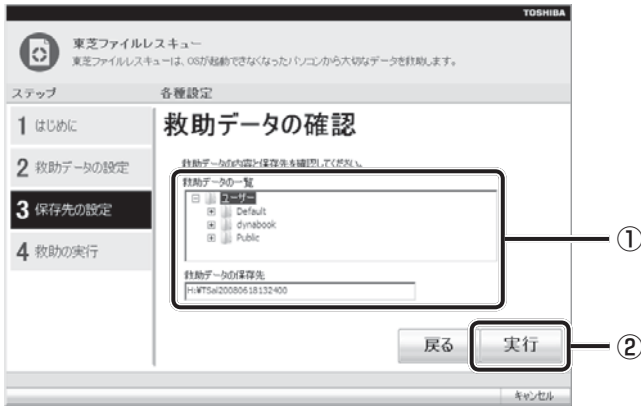 TOSHIBA
東芝ファイルレスキュー
東芝ファイルレスキューは、OSが起動できなくなったパソコンから大切なデータを救助します。
ステップ
各種設定
1 はじめに
2 救助データの設定
3 保存先の設定
4 救助の実行
救助データの確認
救助データの内容と保存先を確認してください。
救助データの一覧
ユーザー
Default
dynabook
Public
救助データの保存先
H:¥TSal20080618132400
①
戻る
実行
②
キャンセル